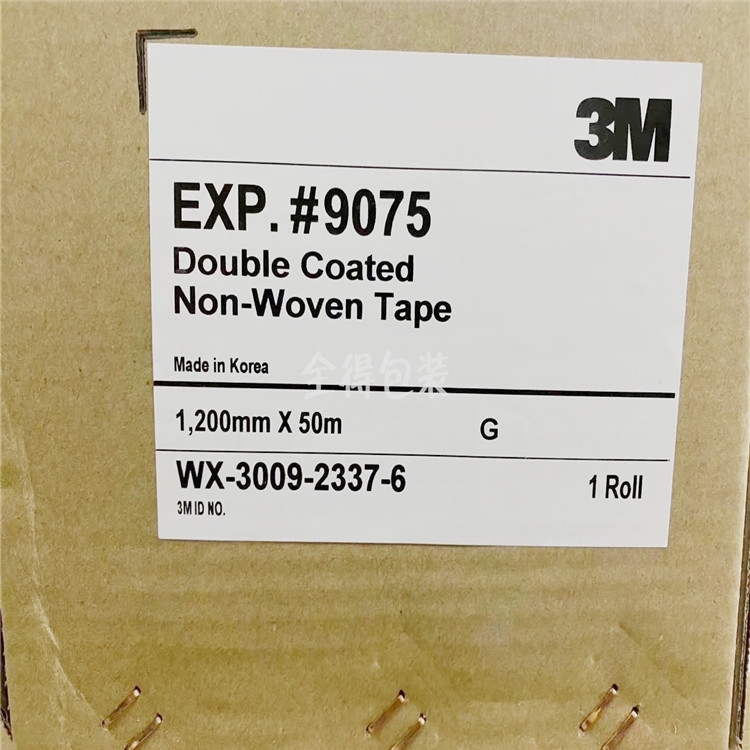 3M
EXP. #9075
Double Coated
Non-Woven Tape
Made in Korea
全得包装
1,200mm X 50m G
WX-3009-2337-6 1 Roll
3M ID NO.